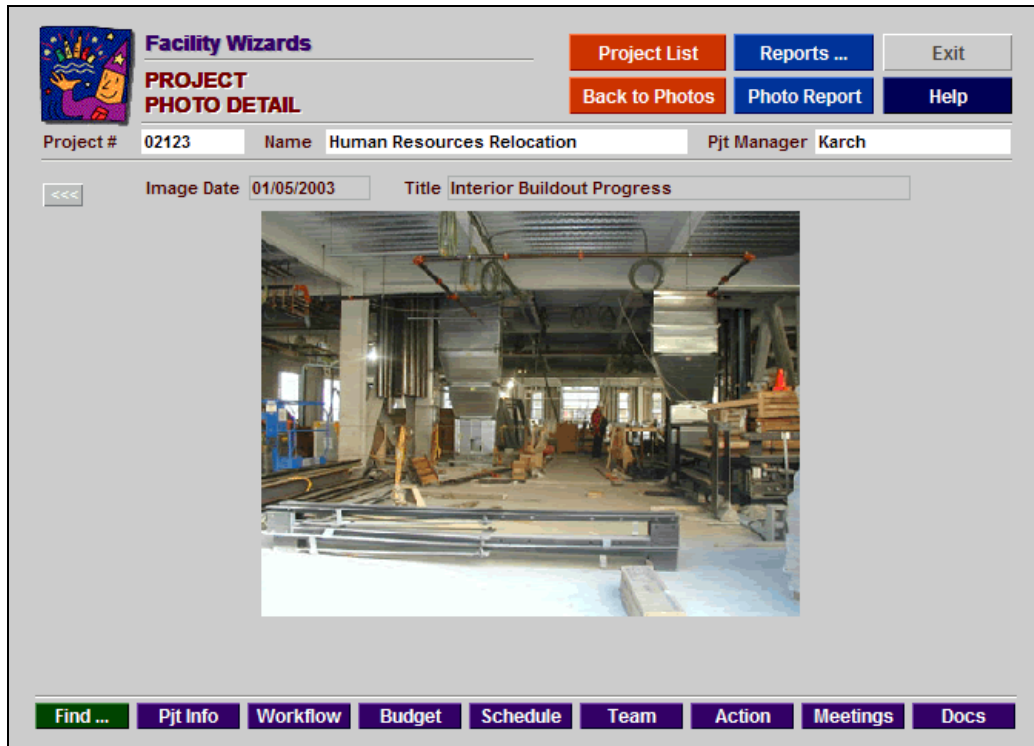 Facility Wizards
PROJECT
PHOTO DETAIL
Project List
Reports ...
Exit
Back to Photos
Photo Report
Help
Project # 02123 Name Human Resources Relocation Pjt Manager Karch
<<< Image Date 01/05/2003 Title Interior Buildout Progress
Find ... Pjt Info Workflow Budget Schedule Team Action Meetings Docs